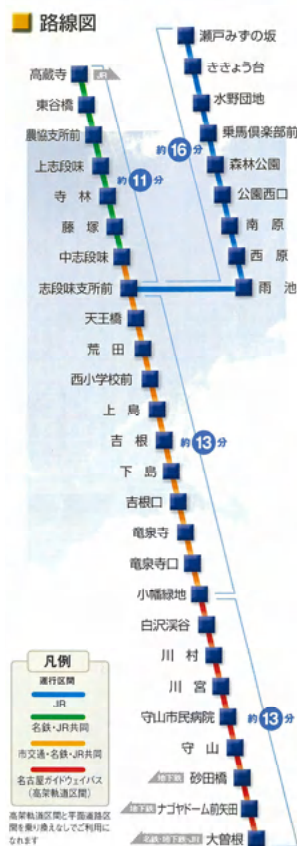 路線図
瀬戸みずの坂
ききょう台
水野団地
乗馬倶楽部前
森林公園
公園西口
南原
西原
雨池
約16分
高蔵寺
JR
東谷橋
農協支所前
上志段味
寺林
藤塚
中志段味
志段味支所前
約11分
天王橋
荒田
西小学校前
上島
吉根
下島
吉根口
竜泉寺
竜泉寺口
小幡緑地
約13分
白沢渓谷
川村
川宮
守山市民病院
守山
地下鉄 砂田橋
地下鉄 ナゴヤドーム前矢田
名鉄・地下鉄・JR 大曽根
約13分
凡例
運行区間
JR
名鉄・JR共同
市交通・名鉄・JR共同
名古屋ガイドウェイバス
(高架軌道区間)
高架軌道区間と平面道路区
間を乗り換えなしでご利用に
なれます